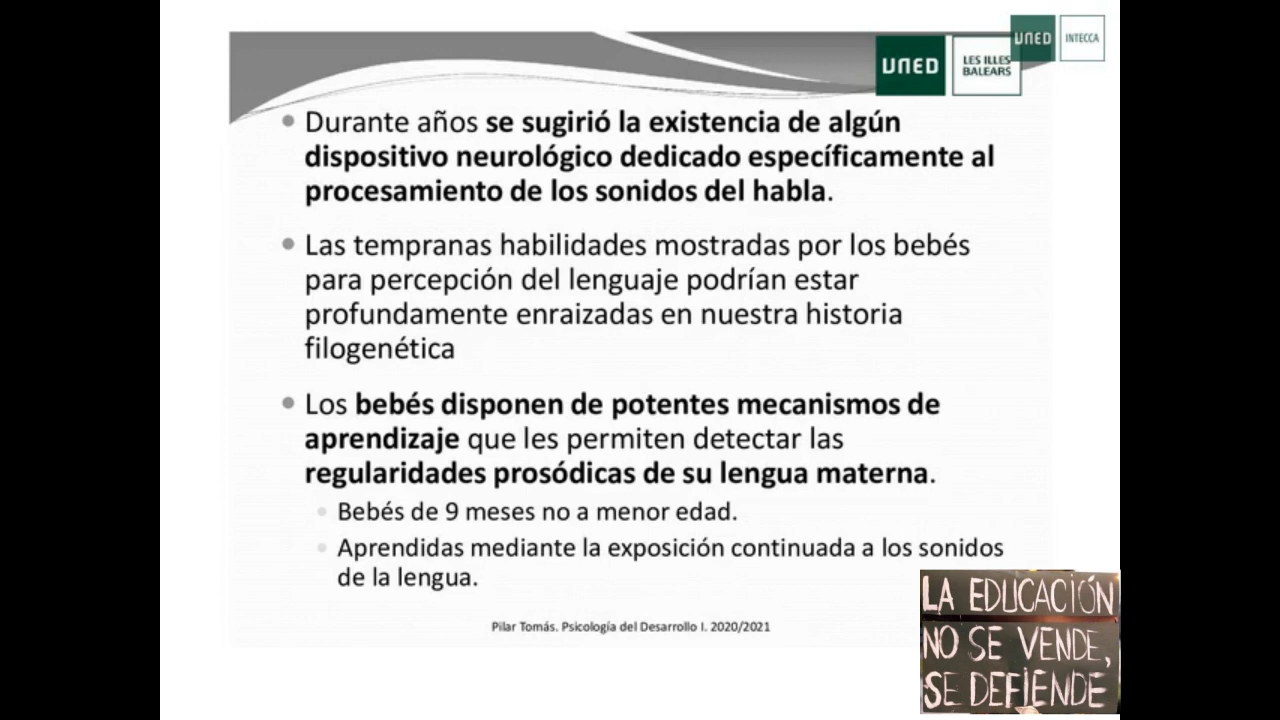 UNED
INTECCA
UNED
LES ILLES
BALEARS
• Durante años se sugirió la existencia de algún
dispositivo neurológico dedicado específicamente al
procesamiento de los sonidos del habla.
• Las tempranas habilidades mostradas por los bebés
para percepción del lenguaje podrían estar
profundamente enraizadas en nuestra historia
filogenética
• Los bebés disponen de potentes mecanismos de
aprendizaje que les permiten detectar las
regularidades prosódicas de su lengua materna.
• Bebés de 9 meses no a menor edad.
• Aprendidas mediante la exposición continuada a los sonidos
de la lengua.
Pilar Tomás. Psicología del Desarrollo I. 2020/2021
LA EDUCACIÓN
NO SE VENDE,
SE DEFIENDE